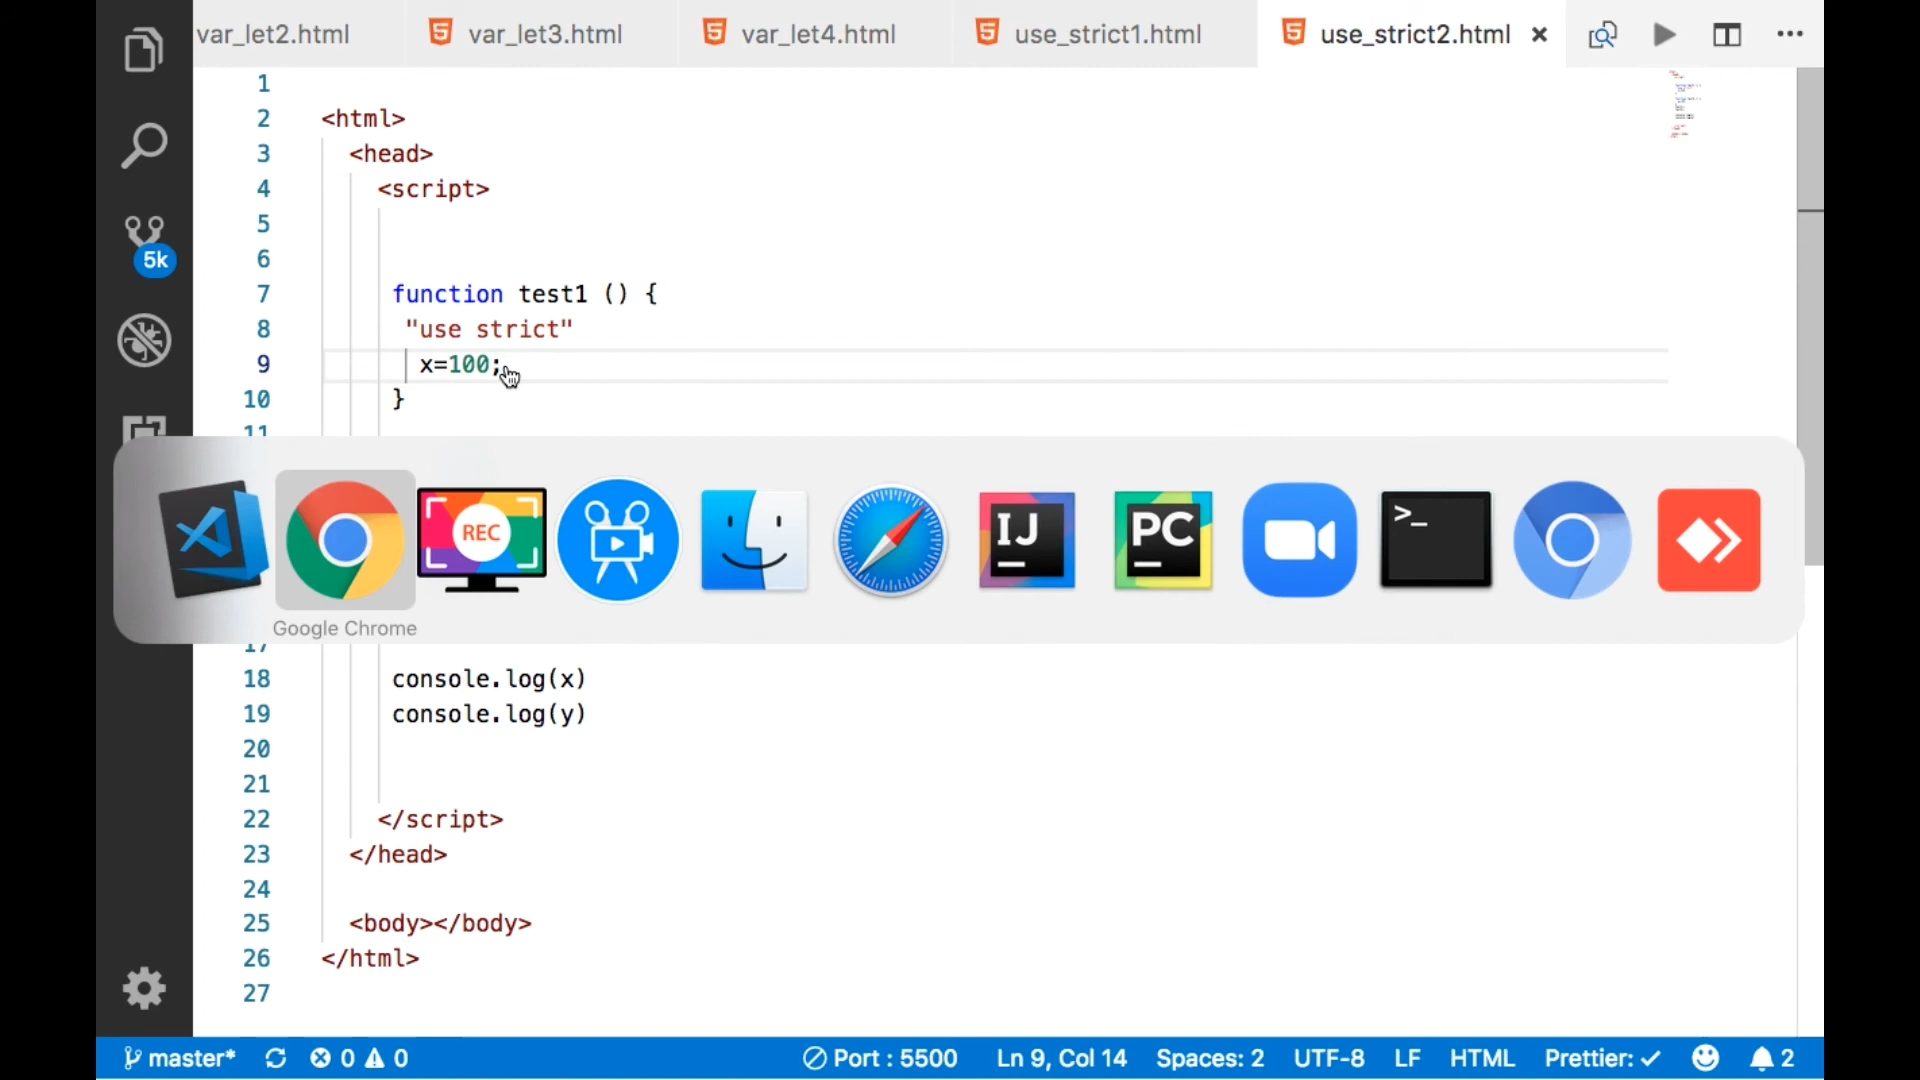 var_let2.html var_let3.html var_let4.html use_strict1.html use_strict2.html
1
2 <html>
3 <head>
4 <script>
5
6
7 function test1 () {
8 "use strict"
9 x=100;
10 }
11
REC IJ PC >_
Google Chrome
17
18 console.log(x)
19 console.log(y)
20
21
22 </script>
23 </head>
24
25 <body></body>
26 </html>
27
5k
master* 0 0 Port : 5500 Ln 9, Col 14 Spaces: 2 UTF-8 LF HTML Prettier: ✓ 2